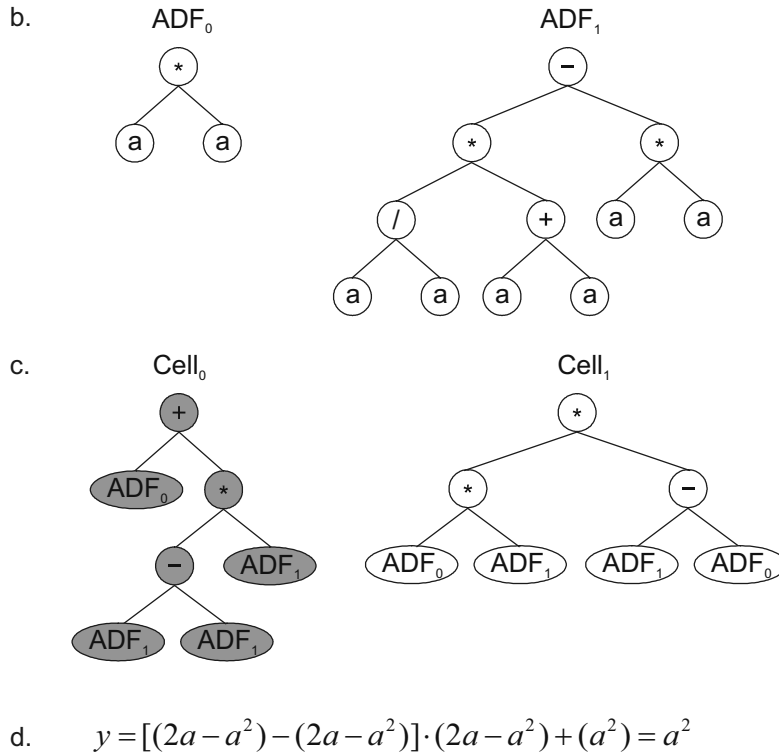 b. ADF₀ ADF₁
* −
a a * *
/ + a a
a a a a
c. Cell₀ Cell₁
+ *
ADF₀ * * −
− ADF₁ ADF₀ ADF₁ ADF₁ ADF₀
ADF₁ ADF₁
d. y = [(2a − a²) − (2a − a²)] · (2a − a²) + (a²) = a²